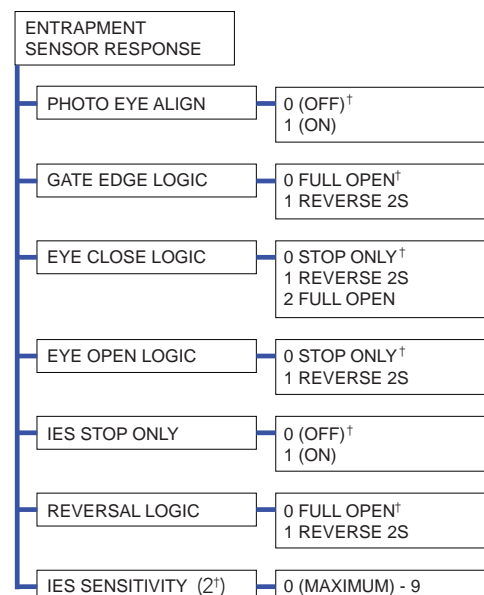 ENTRAPMENT
SENSOR RESPONSE
PHOTO EYE ALIGN
0 (OFF)†
1 (ON)
GATE EDGE LOGIC
0 FULL OPEN†
1 REVERSE 2S
EYE CLOSE LOGIC
0 STOP ONLY†
1 REVERSE 2S
2 FULL OPEN
EYE OPEN LOGIC
0 STOP ONLY†
1 REVERSE 2S
IES STOP ONLY
0 (OFF)†
1 (ON)
REVERSAL LOGIC
0 FULL OPEN†
1 REVERSE 2S
IES SENSITIVITY (2†)
0 (MAXIMUM) - 9